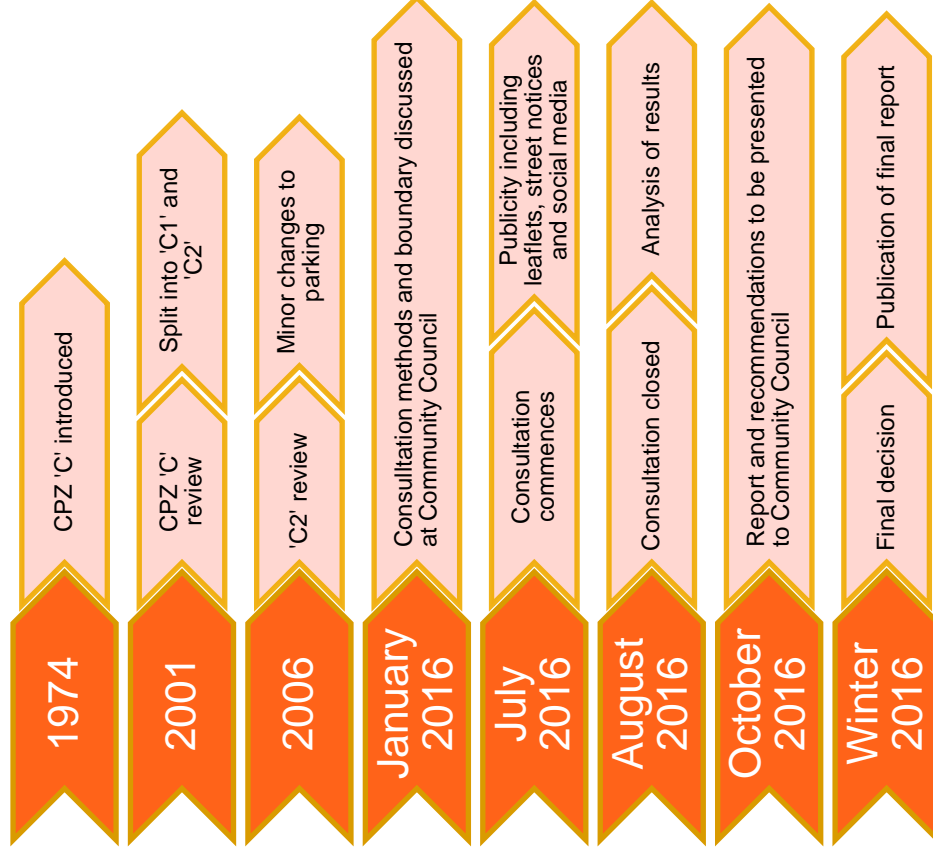 1974
CPZ 'C' introduced
2001
CPZ 'C'
review
Split into 'C1' and
'C2'
2006
'C2' review
Minor changes to
parking
January
2016
Consulltation methods and boundary discussed
at Community Council
July
2016
Consultation
commences
Publicity including
leaflets, street notices
and social media
August
2016
Consultation closed
Analysis of results
October
2016
Report and recommendations to be presented
to Community Council
Winter
2016
Final decision
Publication of final report